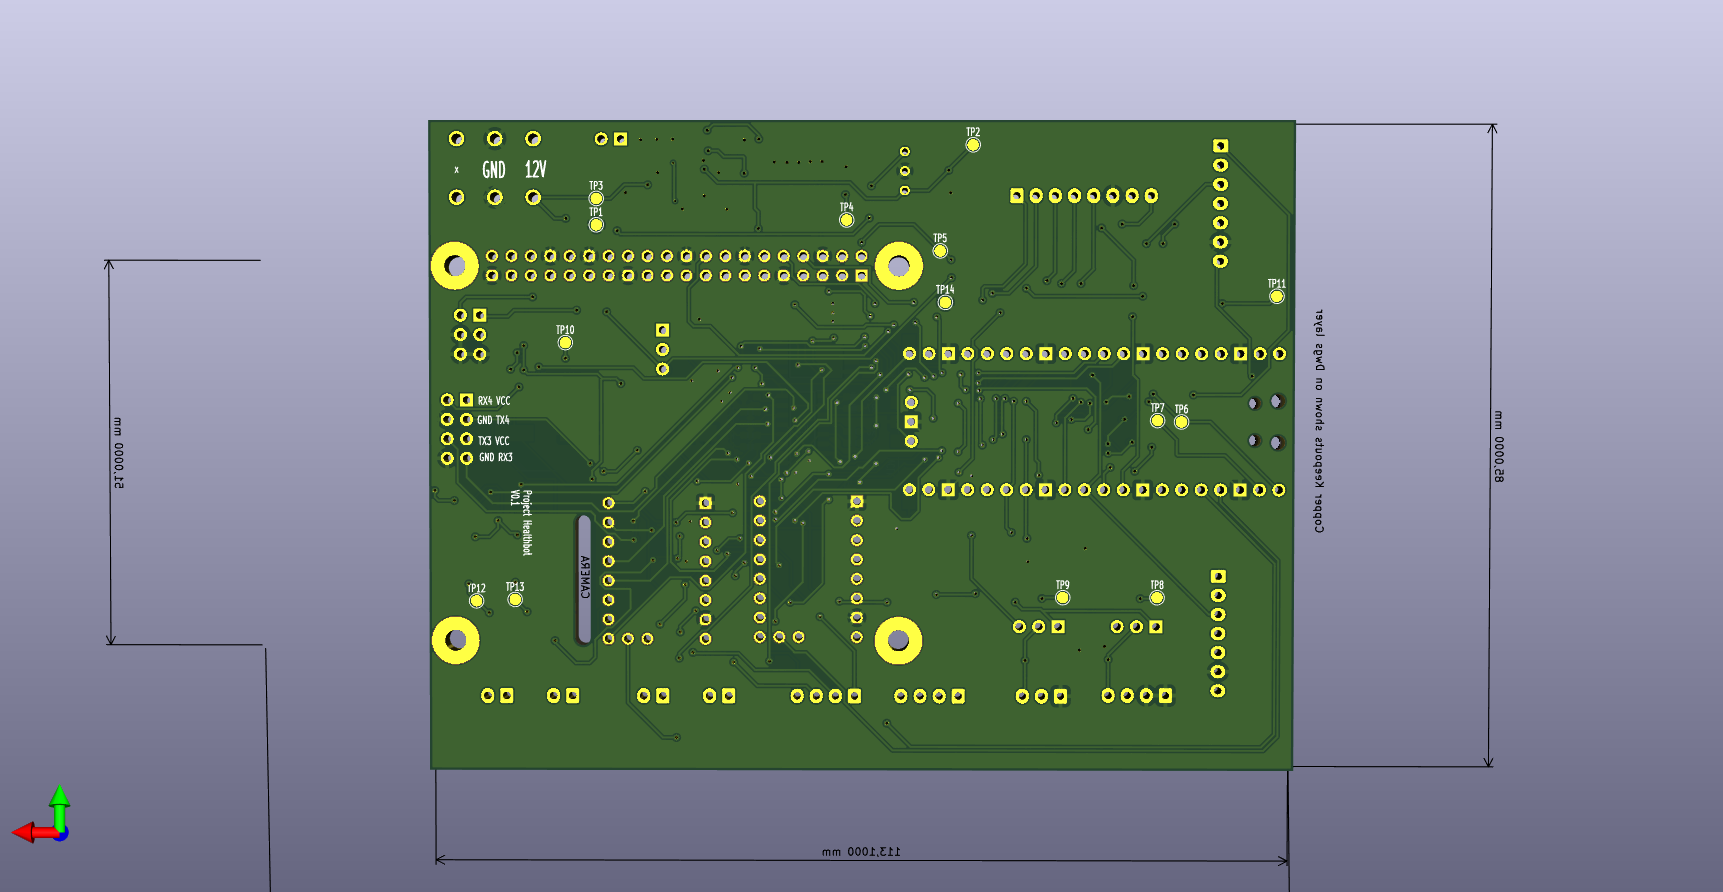 TP2
x GND 12V
TP3
TP1
TP4
TP5
TP14
TP11
TP10
RX4 VCC
GND TX4
TX3 VCC
GND RX3
TP7 TP6
Project Healthbot
V0.1
CAMERA
TP12 TP13
TP9 TP8
51,0000 mm
85,0000 mm
Copper Keepouts shown on Dwgs layer
113,1000 mm